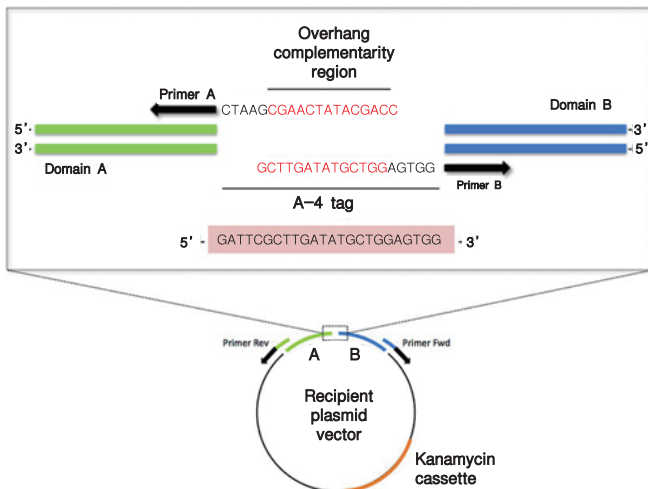 Overhang
complementarity
region
Primer A
CTAAGCGAACTATACGACC
Domain B
5'- -3'
3'- -5'
Domain A
GCTTGATATGCTGGAGTGG
Primer B
A-4 tag
5' - GATTCGCTTGATATGCTGGAGTGG - 3'
Primer Rev
Primer Fwd
A B
Recipient
plasmid
vector
Kanamycin
cassette